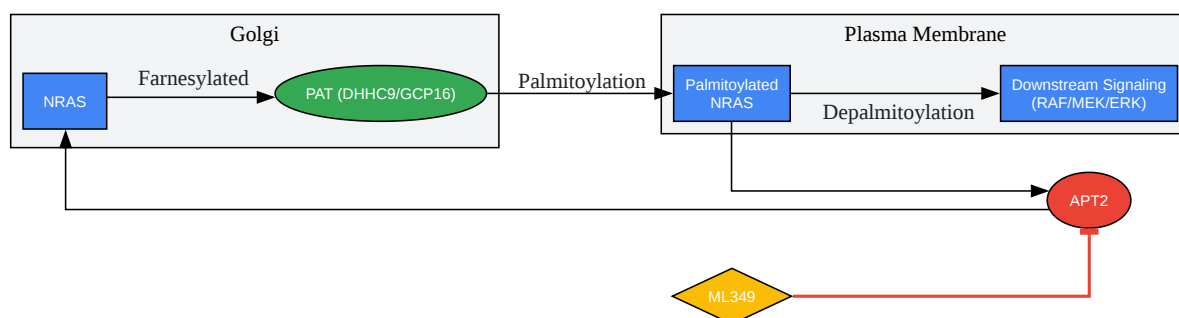 Golgi
Plasma Membrane
NRAS
Farnesylated
PAT (DHHC9/GCP16)
Palmitoylation
Palmitoylated
NRAS
Depalmitoylation
Downstream Signaling
(RAF/MEK/ERK)
APT2
ML349